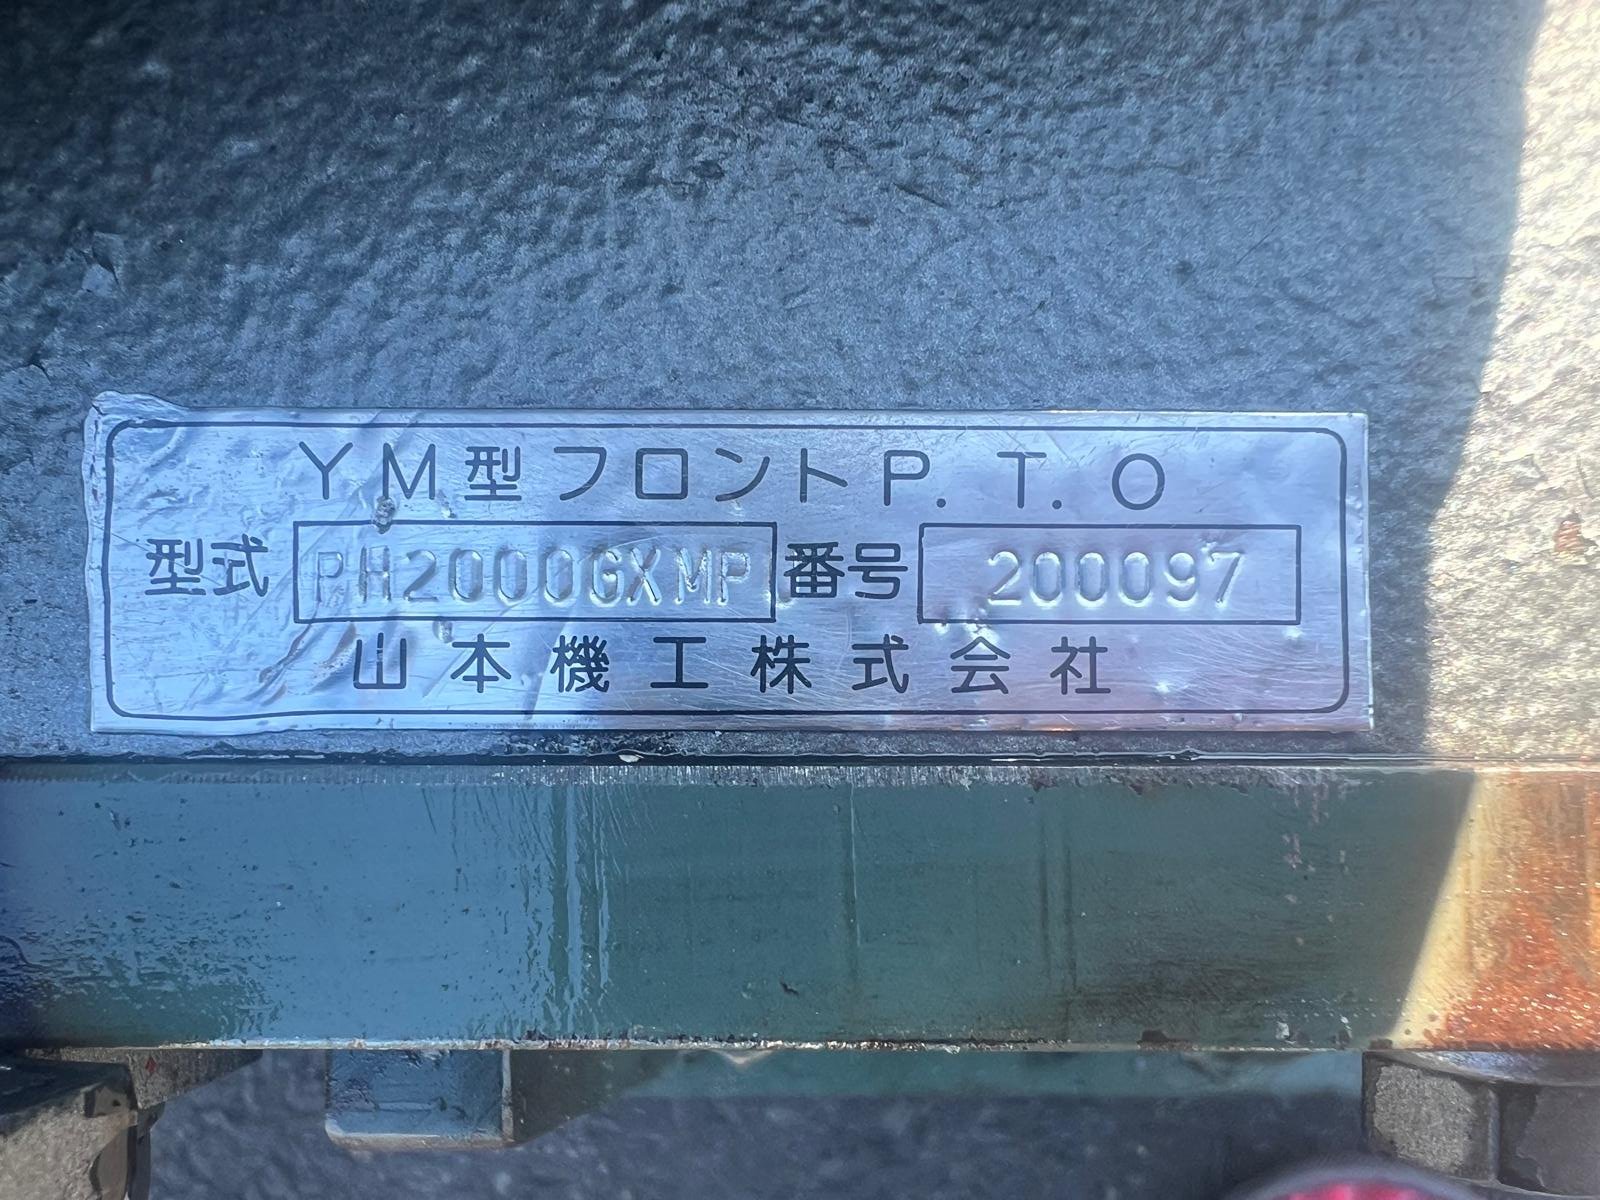 YM型フロントP.T.O
型式 PH2000GXMP 番号 200097
山本機工株式会社